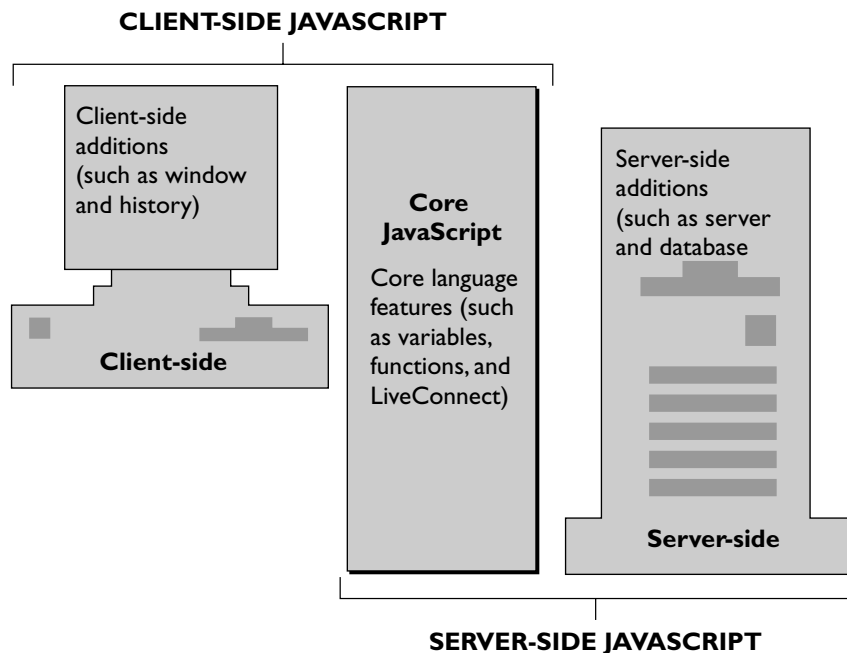 CLIENT-SIDE JAVASCRIPT
Client-side
additions
(such as window
and history)
Client-side
Core
JavaScript
Core language
features (such
as variables,
functions, and
LiveConnect)
Server-side
additions
(such as server
and database
Server-side
SERVER-SIDE JAVASCRIPT